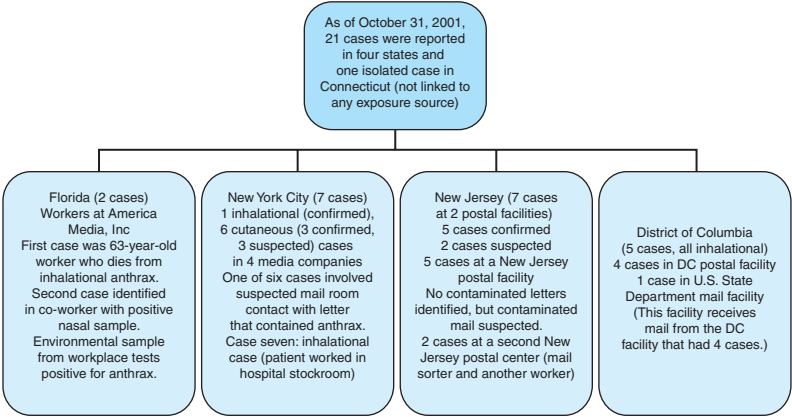 As of October 31, 2001,
21 cases were reported
in four states and
one isolated case in
Connecticut (not linked to
any exposure source)
Florida (2 cases)
Workers at America
Media, Inc
First case was 63-year-old
worker who dies from
inhalational anthrax.
Second case identified
in co-worker with positive
nasal sample.
Environmental sample
from workplace tests
positive for anthrax.
New York City (7 cases)
1 inhalational (confirmed),
6 cutaneous (3 confirmed,
3 suspected) cases
in 4 media companies
One of six cases involved
suspected mail room
contact with letter
that contained anthrax.
Case seven: inhalational
case (patient worked in
hospital stockroom)
New Jersey (7 cases
at 2 postal facilities)
5 cases confirmed
2 cases suspected
5 cases at a New Jersey
postal facility
No contaminated letters
identified, but contaminated
mail suspected.
2 cases at a second New
Jersey postal center (mail
sorter and another worker)
District of Columbia
(5 cases, all inhalational)
4 cases in DC postal facility
1 case in U.S. State
Department mail facility
(This facility receives
mail from the DC
facility that had 4 cases.)